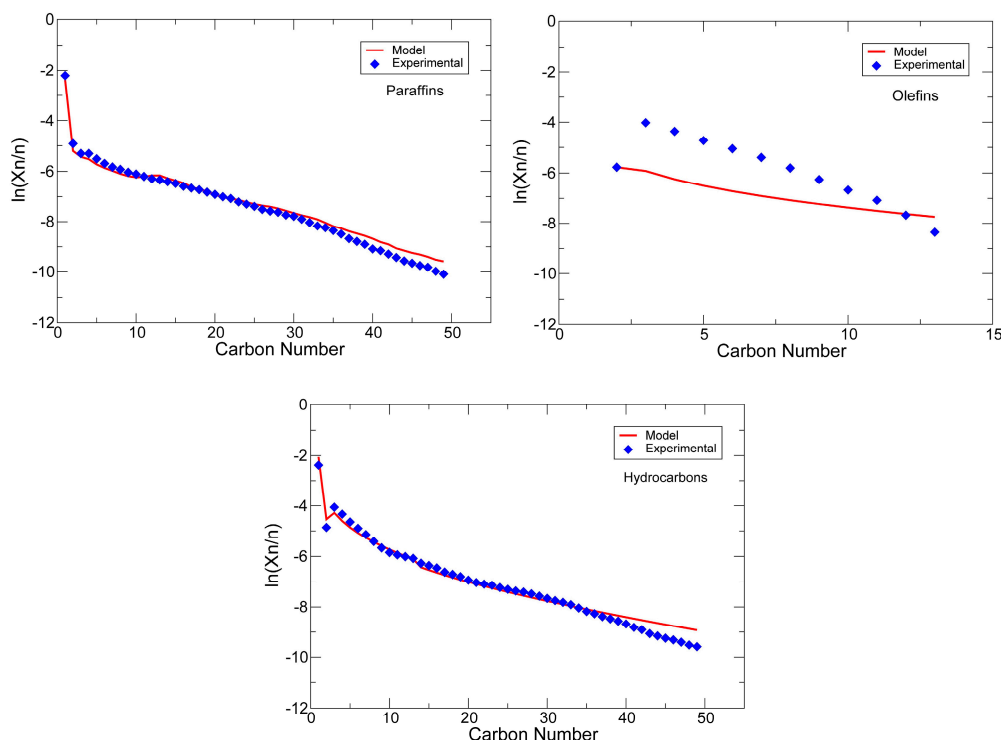 0
-2
-4
-6
-8
-10
-12
ln(Xn/n)
Model
Experimental
Paraffins
0
10
20
30
40
50
Carbon Number
0
-2
-4
-6
-8
-10
-12
ln(Xn/n)
Model
Experimental
Olefins
0
5
10
15
Carbon Number
0
-2
-4
-6
-8
-10
-12
ln(Xn/n)
Model
Experimental
Hydrocarbons
0
10
20
30
40
50
Carbon Number